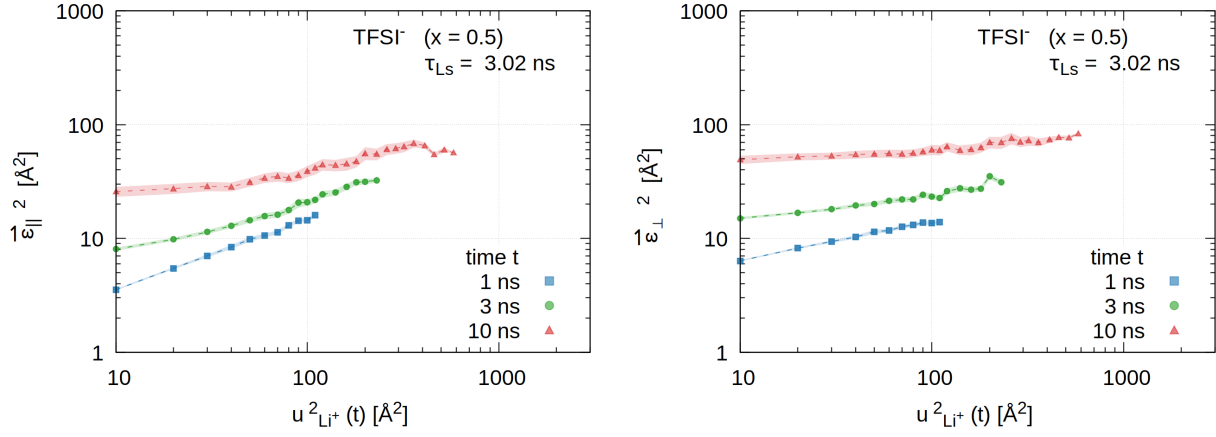 1000
100
10
1
10
100
1000
ε⃗|| ² [Å²]
u²Li⁺ (t) [Å²]
TFSI⁻ (x = 0.5)
τLs = 3.02 ns
time t
1 ns
3 ns
10 ns
1000
100
10
1
10
100
1000
ε⃗⊥ ² [Å²]
u²Li⁺ (t) [Å²]
TFSI⁻ (x = 0.5)
τLs = 3.02 ns
time t
1 ns
3 ns
10 ns